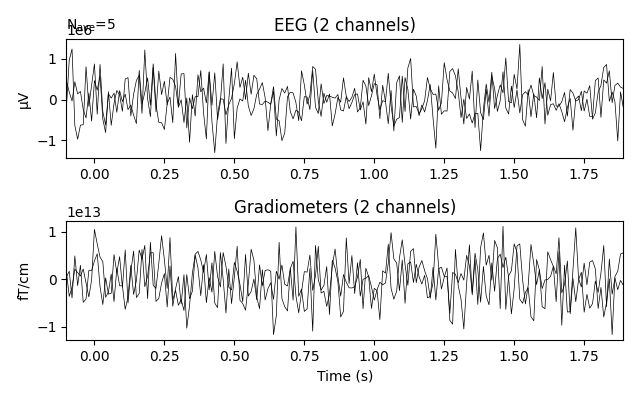 N_ave=5
1e6
EEG (2 channels)
1
0
−1
µV
0.00 0.25 0.50 0.75 1.00 1.25 1.50 1.75
1e13
Gradiometers (2 channels)
1
0
−1
fT/cm
0.00 0.25 0.50 0.75 1.00 1.25 1.50 1.75
Time (s)